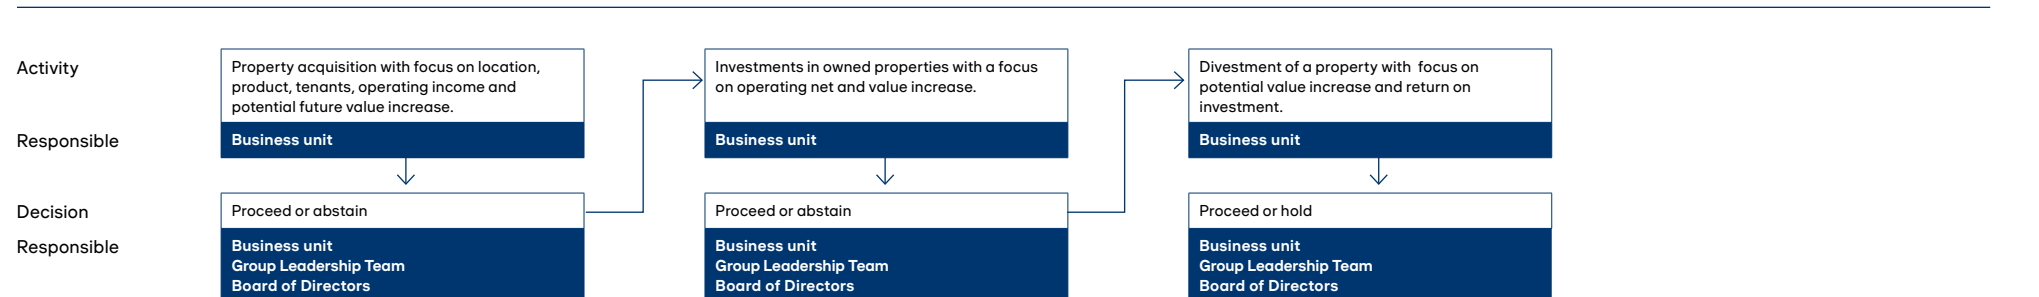 Activity
Property acquisition with focus on location,
product, tenants, operating income and
potential future value increase.
Investments in owned properties with a focus
on operating net and value increase.
Divestment of a property with focus on
potential value increase and return on
investment.
Responsible
Business unit
Business unit
Business unit
Decision
Proceed or abstain
Proceed or abstain
Proceed or hold
Responsible
Business unit
Group Leadership Team
Board of Directors
Business unit
Group Leadership Team
Board of Directors
Business unit
Group Leadership Team
Board of Directors